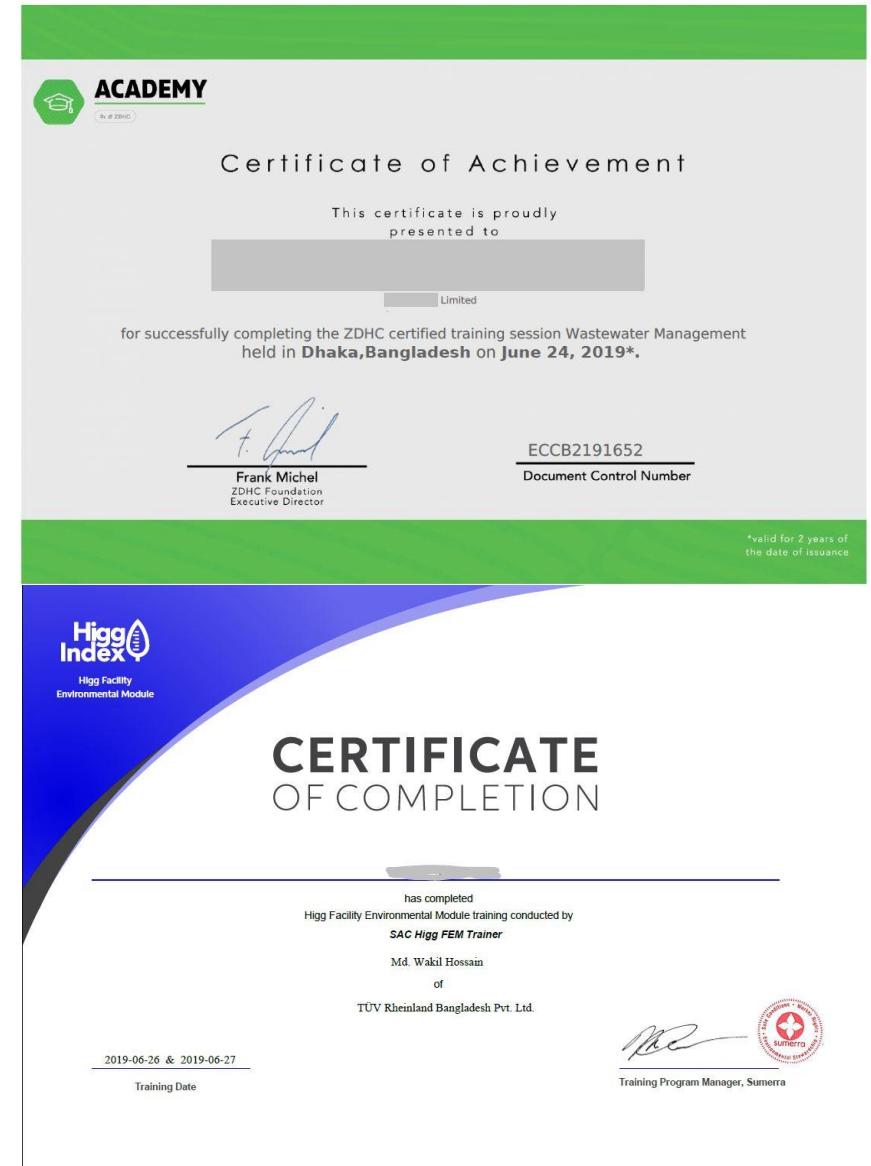 ACADEMY
Certificate of Achievement
This certificate is proudly
presented to
Limited
for successfully completing the ZDHC certified training session Wastewater Management
held in Dhaka,Bangladesh on June 24, 2019*.
ECCB2191652
Frank Michel
ZDHC Foundation
Executive Director
Document Control Number
*valid for 2 years of
the date of issuance
Higg
Index
Higg Facility
Environmental Module
CERTIFICATE
OF COMPLETION
has completed
Higg Facility Environmental Module training conducted by
SAC Higg FEM Trainer
Md. Wakil Hossain
of
TÜV Rheinland Bangladesh Pvt. Ltd.
sumerra
2019-06-26 & 2019-06-27
Training Date
Training Program Manager, Sumerra